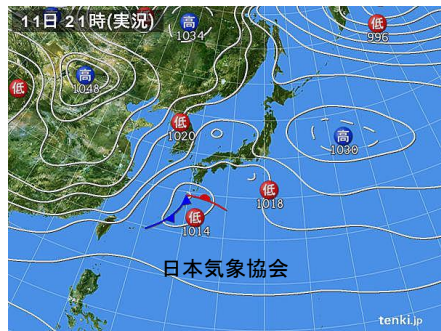 11日21時(実況)
低
高
1034
低
996
高
1048
低
低
1020
高
1030
低
1018
低
1014
日本気象協会
tenki.jp